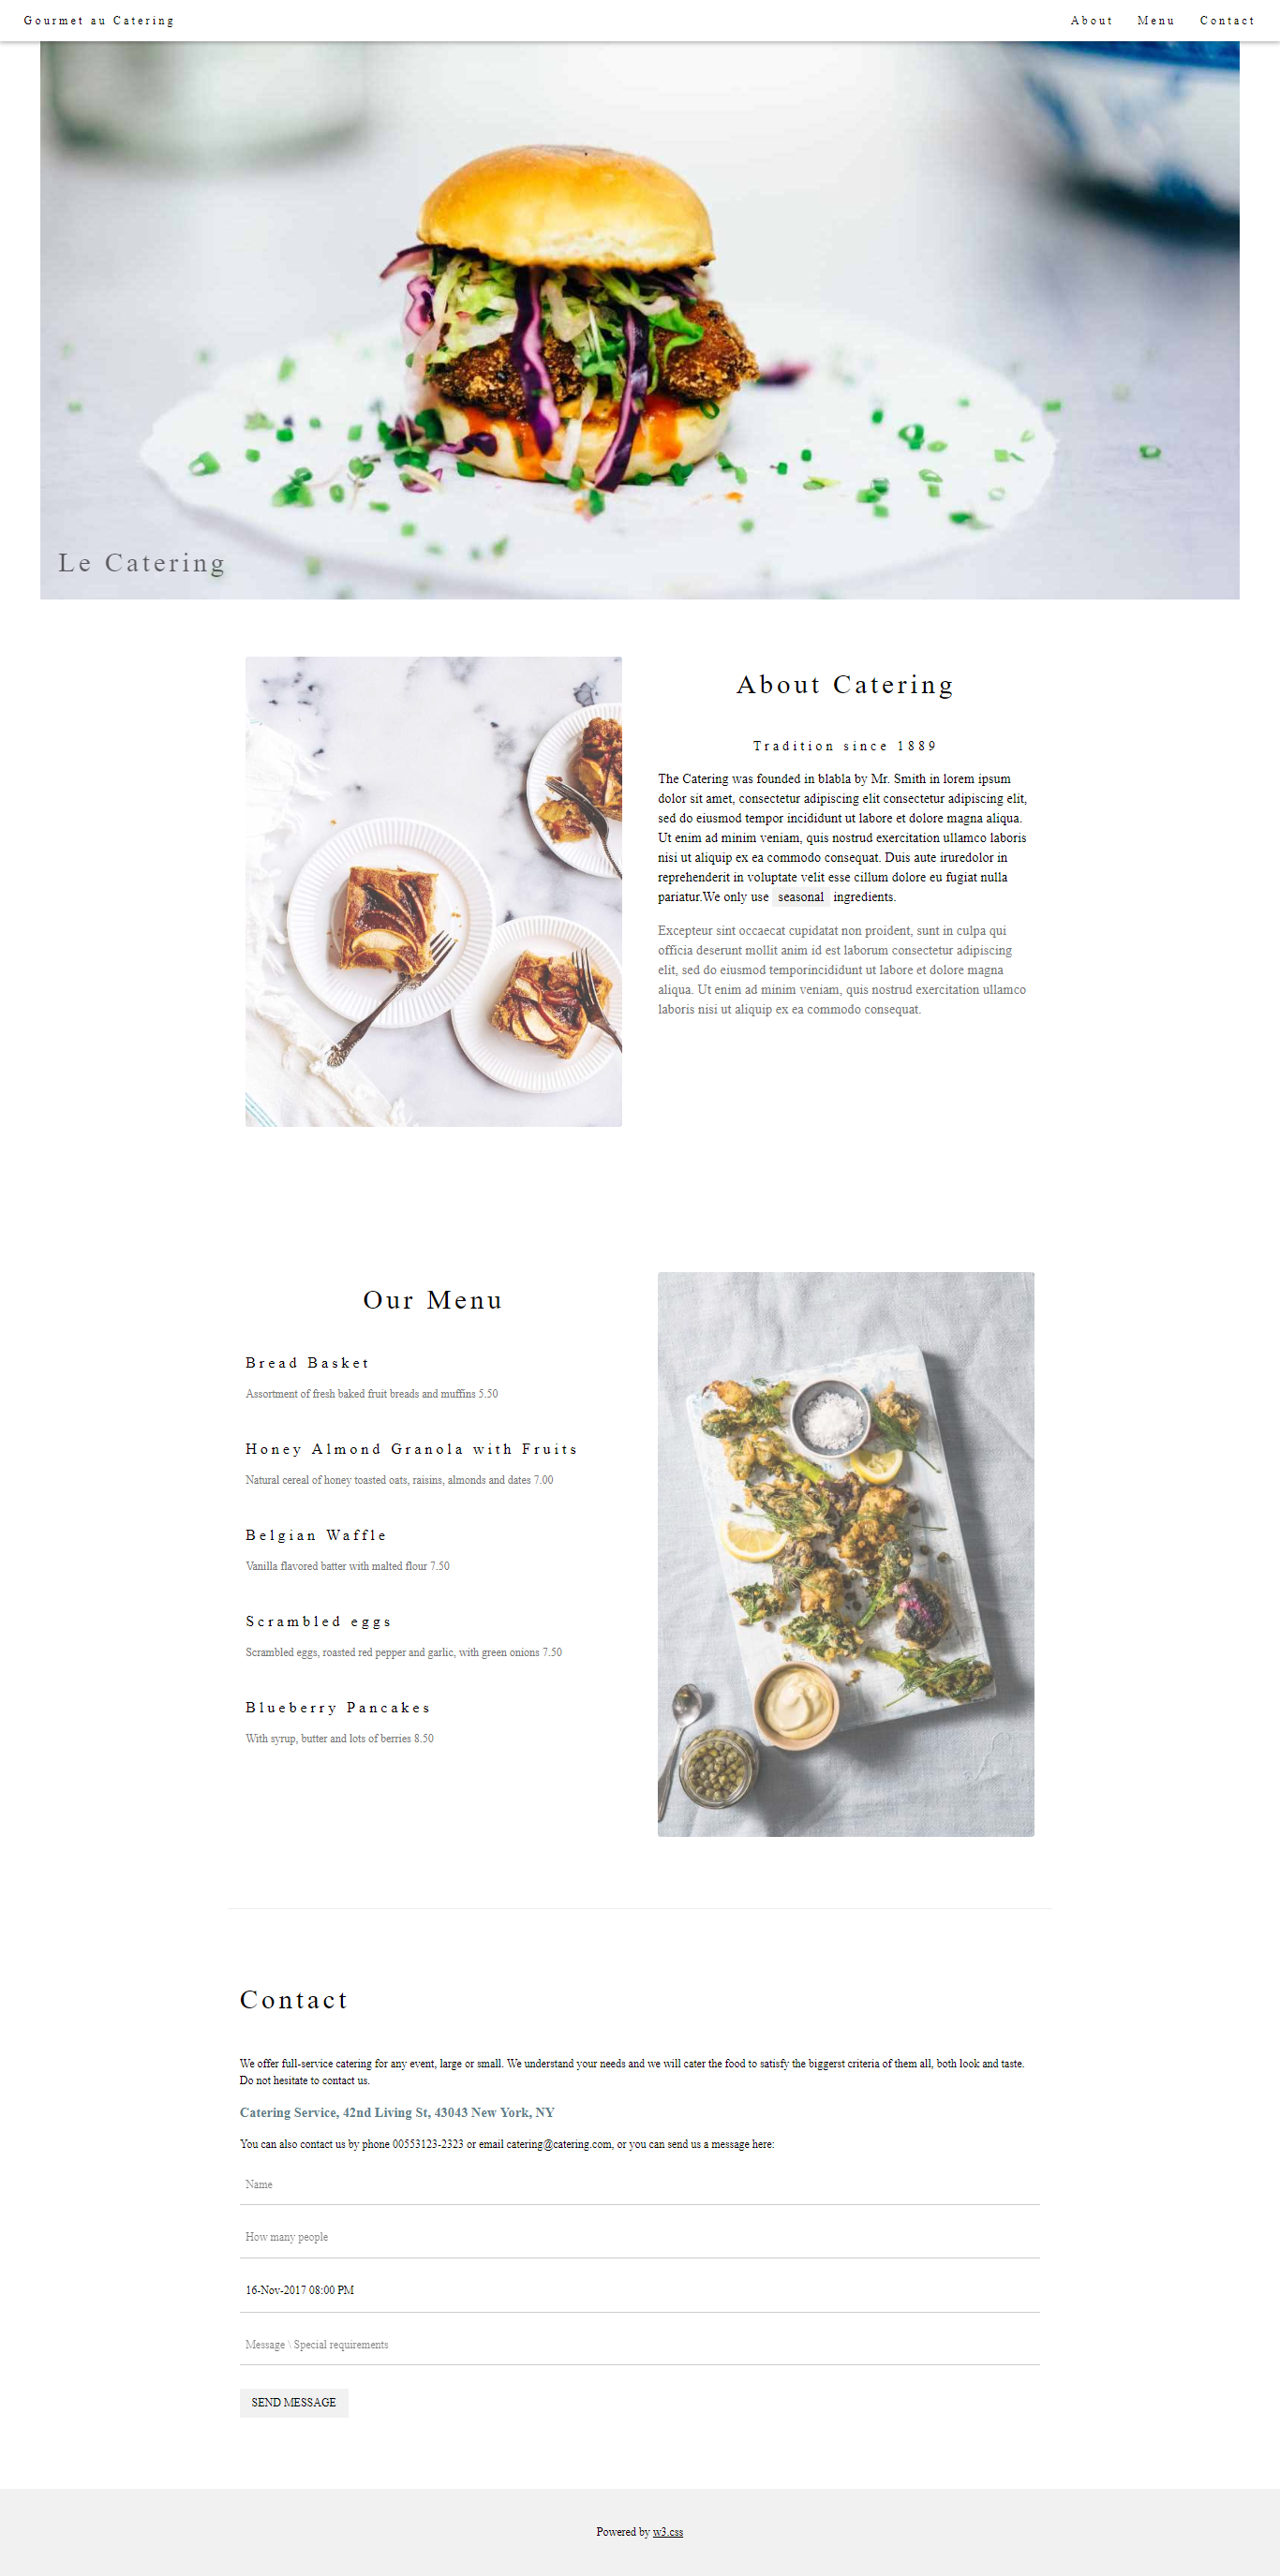 Gourmet au Catering
About Menu Contact
Le Catering
About Catering
Tradition since 1889
The Catering was founded in blabla by Mr. Smith in lorem ipsum
dolor sit amet, consectetur adipiscing elit consectetur adipiscing elit,
sed do eiusmod tempor incididunt ut labore et dolore magna aliqua.
Ut enim ad minim veniam, quis nostrud exercitation ullamco laboris
nisi ut aliquip ex ea commodo consequat. Duis aute iruredolor in
reprehenderit in voluptate velit esse cillum dolore eu fugiat nulla
pariatur.We only use seasonal ingredients.
Excepteur sint occaecat cupidatat non proident, sunt in culpa qui
officia deserunt mollit anim id est laborum consectetur adipiscing
elit, sed do eiusmod temporincididunt ut labore et dolore magna
aliqua. Ut enim ad minim veniam, quis nostrud exercitation ullamco
laboris nisi ut aliquip ex ea commodo consequat.
Our Menu
Bread Basket
Assortment of fresh baked fruit breads and muffins 5.50
Honey Almond Granola with Fruits
Natural cereal of honey toasted oats, raisins, almonds and dates 7.00
Belgian Waffle
Vanilla flavored batter with malted flour 7.50
Scrambled eggs
Scrambled eggs, roasted red pepper and garlic, with green onions 7.50
Blueberry Pancakes
With syrup, butter and lots of berries 8.50
Contact
We offer full-service catering for any event, large or small. We understand your needs and we will cater the food to satisfy the biggerst criteria of them all, both look and taste.
Do not hesitate to contact us.
Catering Service, 42nd Living St, 43043 New York, NY
You can also contact us by phone 00553123-2323 or email catering@catering.com, or you can send us a message here:
Name
How many people
16-Nov-2017 08:00 PM
Message \ Special requirements
SEND MESSAGE
Powered by w3.css